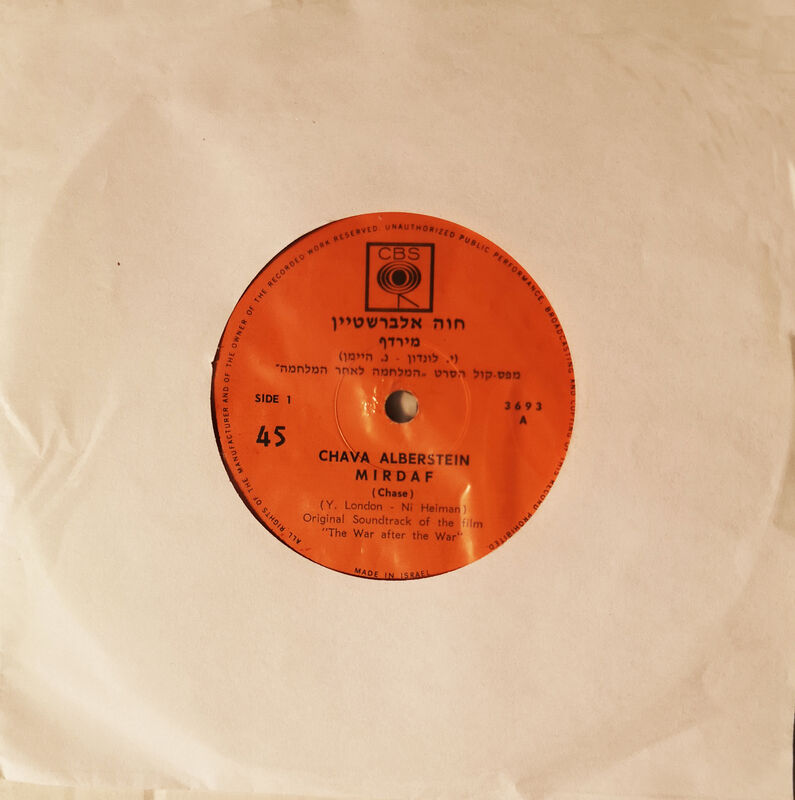 CBS
חוה אלברשטיין
מירדף
(י. לונדון - נ. היימן)
מפס-קול הסרט "המלחמה לאחר המלחמה"
SIDE 1
45
3693
A
CHAVA ALBERSTEIN
MIRDAF
(Chase)
(Y. London - Ni Heiman)
Original Soundtrack of the film
"The War after the War"
ALL RIGHTS OF THE MANUFACTURER AND OF THE OWNER OF THE RECORDED WORK RESERVED. UNAUTHORIZED PUBLIC PERFORMANCE, BROADCASTING AND COPYING OF THIS RECORD PROHIBITED.
MADE IN ISRAEL